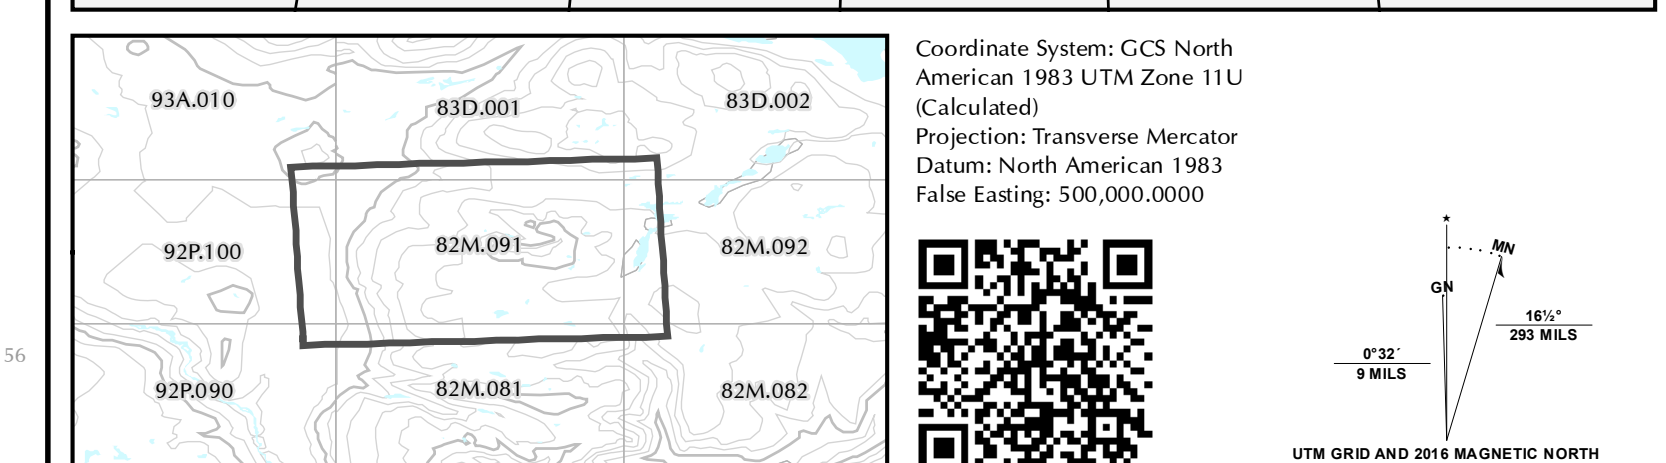 93A.010
83D.001
83D.002
92P.100
82M.091
82M.092
56
92P.090
82M.081
82M.082
Coordinate System: GCS North
American 1983 UTM Zone 11U
(Calculated)
Projection: Transverse Mercator
Datum: North American 1983
False Easting: 500,000.0000
MN
GN
16½°
293 MILS
0°32´
9 MILS
UTM GRID AND 2016 MAGNETIC NORTH